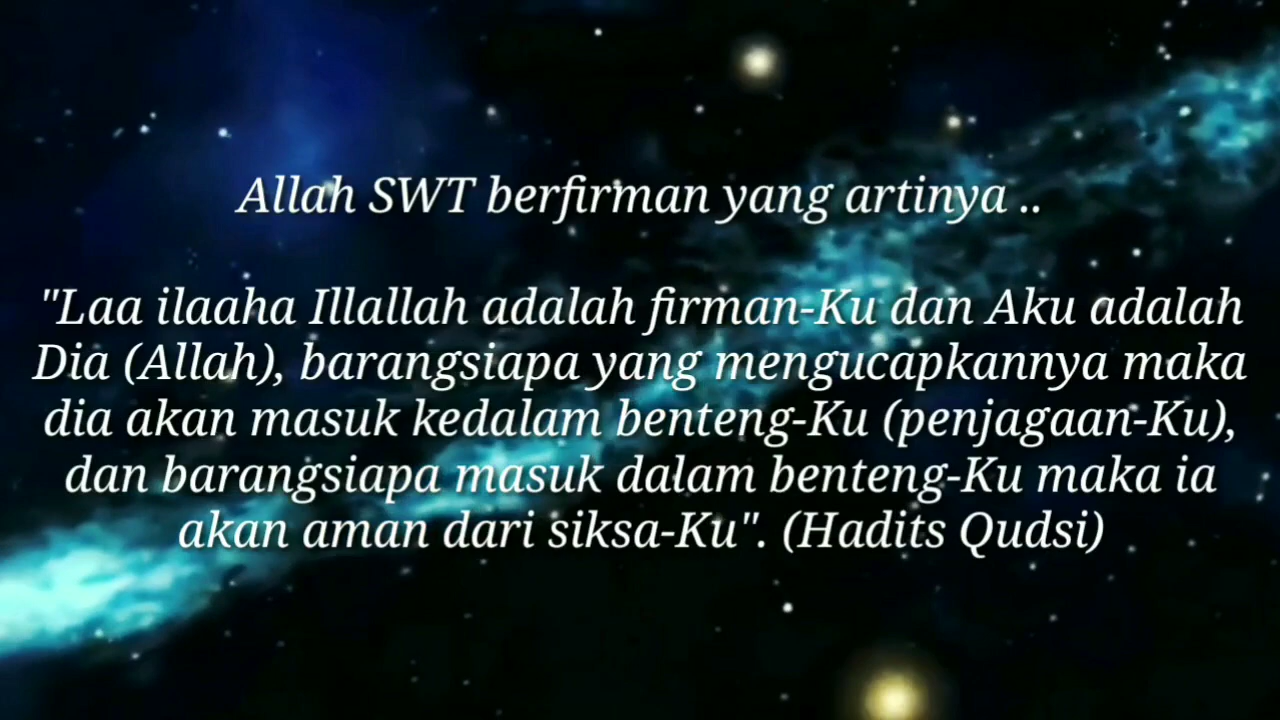 Allah SWT berfirman yang artinya ..
"Laa ilaaha Illallah adalah firman-Ku dan Aku adalah
Dia (Allah), barangsiapa yang mengucapkannya maka
dia akan masuk kedalam benteng-Ku (penjagaan-Ku),
dan barangsiapa masuk dalam benteng-Ku maka ia
akan aman dari siksa-Ku". (Hadits Qudsi)